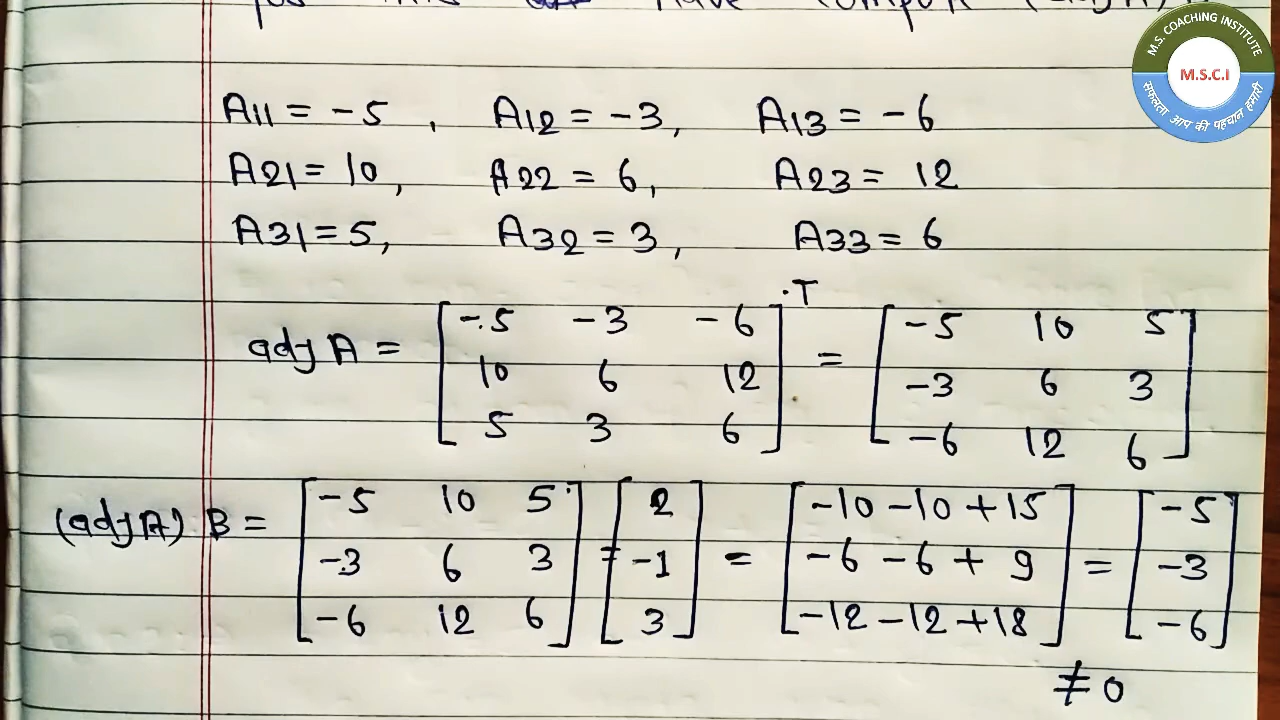 M.S. COACHING INSTITUTE
M.S.C.I
सफलता आप की पहचान हमारी
A11 = -5, A12 = -3, A13 = -6
A21 = 10, A22 = 6, A23 = 12
A31 = 5, A32 = 3, A33 = 6
adj A = [-5 -3 -6 T = [-5 10 5
10 6 12 -3 6 3
5 3 6] -6 12 6]
(adj A) B = [-5 10 5 = [2 = [-10 -10 +15 = [-5
-3 6 3 -1 -6 -6 + 9 -3
-6 12 6] 3] -12 -12 +18] -6]
≠ 0